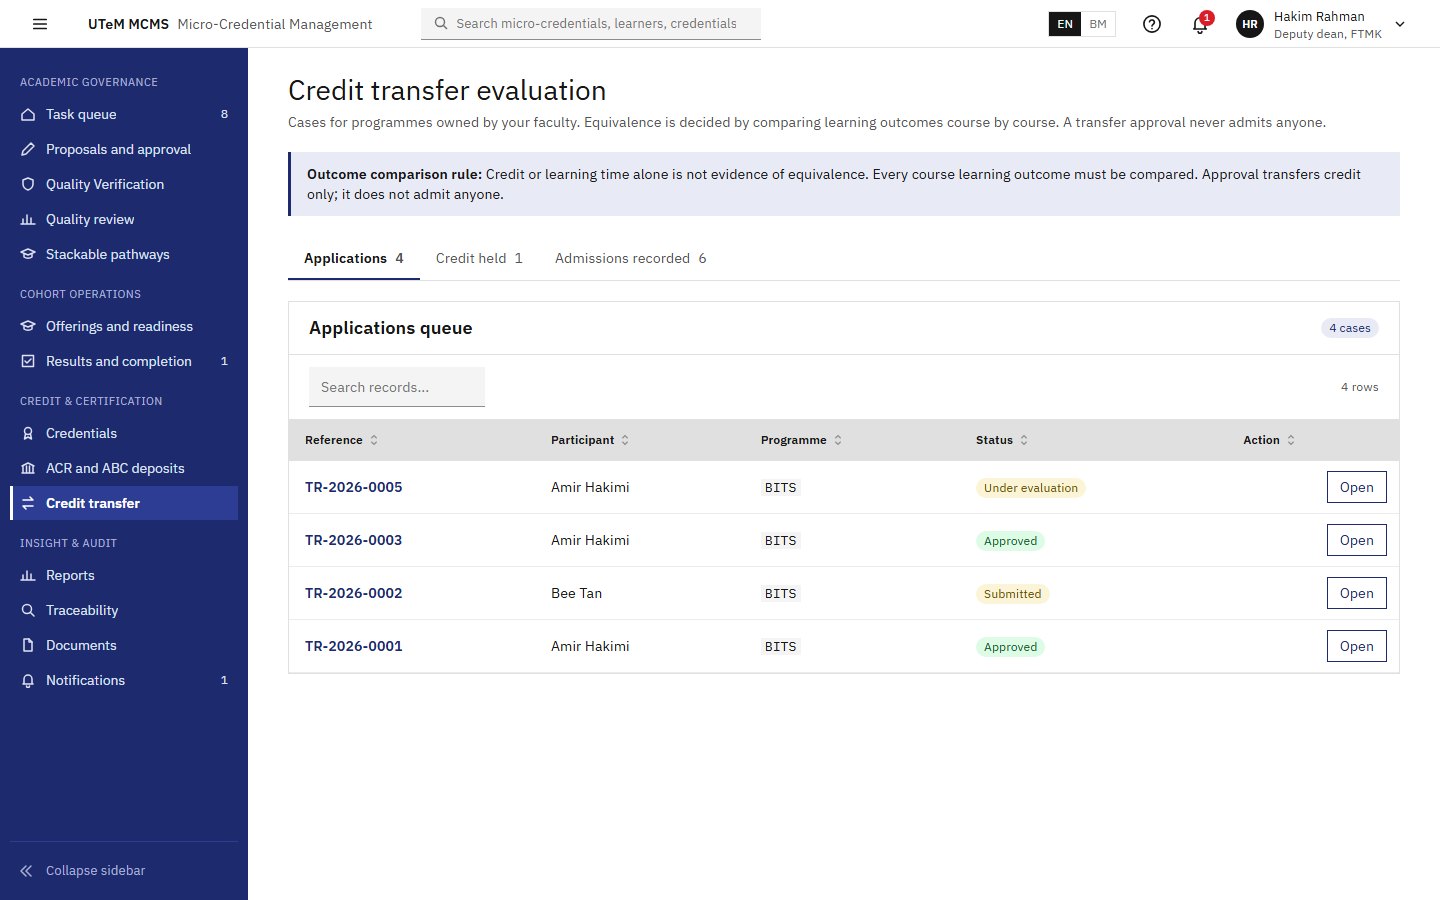 UTeM MCMS Micro-Credential Management
Search micro-credentials, learners, credentials
EN BM
1
HR
Hakim Rahman
Deputy dean, FTMK
ACADEMIC GOVERNANCE
Task queue 8
Proposals and approval
Quality Verification
Quality review
Stackable pathways
COHORT OPERATIONS
Offerings and readiness
Results and completion 1
CREDIT & CERTIFICATION
Credentials
ACR and ABC deposits
Credit transfer
INSIGHT & AUDIT
Reports
Traceability
Documents
Notifications 1
Collapse sidebar
Credit transfer evaluation
Cases for programmes owned by your faculty. Equivalence is decided by comparing learning outcomes course by course. A transfer approval never admits anyone.
Outcome comparison rule: Credit or learning time alone is not evidence of equivalence. Every course learning outcome must be compared. Approval transfers credit
only; it does not admit anyone.
Applications 4 Credit held 1 Admissions recorded 6
Applications queue 4 cases
Search records... 4 rows
Reference Participant Programme Status Action
TR-2026-0005 Amir Hakimi BITS Under evaluation Open
TR-2026-0003 Amir Hakimi BITS Approved Open
TR-2026-0002 Bee Tan BITS Submitted Open
TR-2026-0001 Amir Hakimi BITS Approved Open